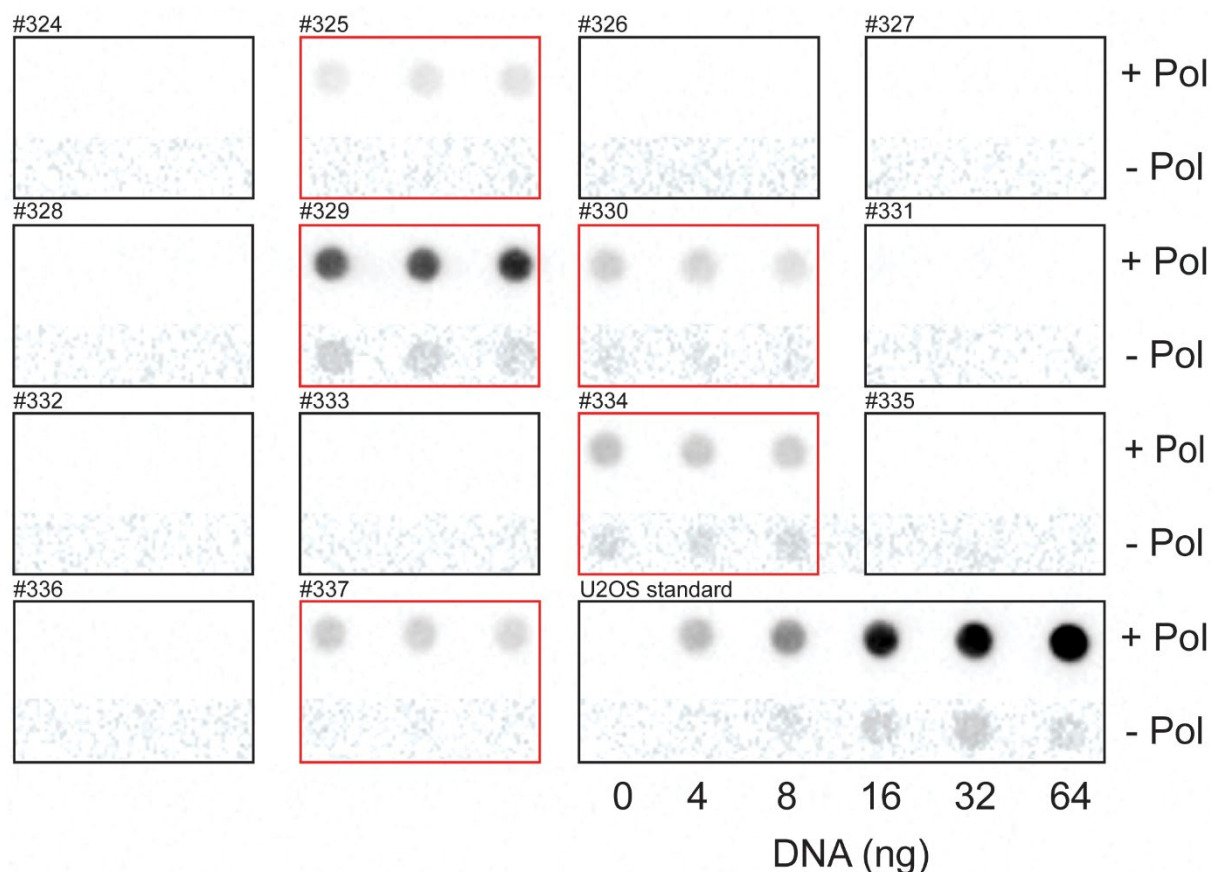 #324 #325 #326 #327
+ Pol
- Pol
#328 #329 #330 #331
+ Pol
- Pol
#332 #333 #334 #335
+ Pol
- Pol
#336 #337 U2OS standard
+ Pol
- Pol
0 4 8 16 32 64
DNA (ng)